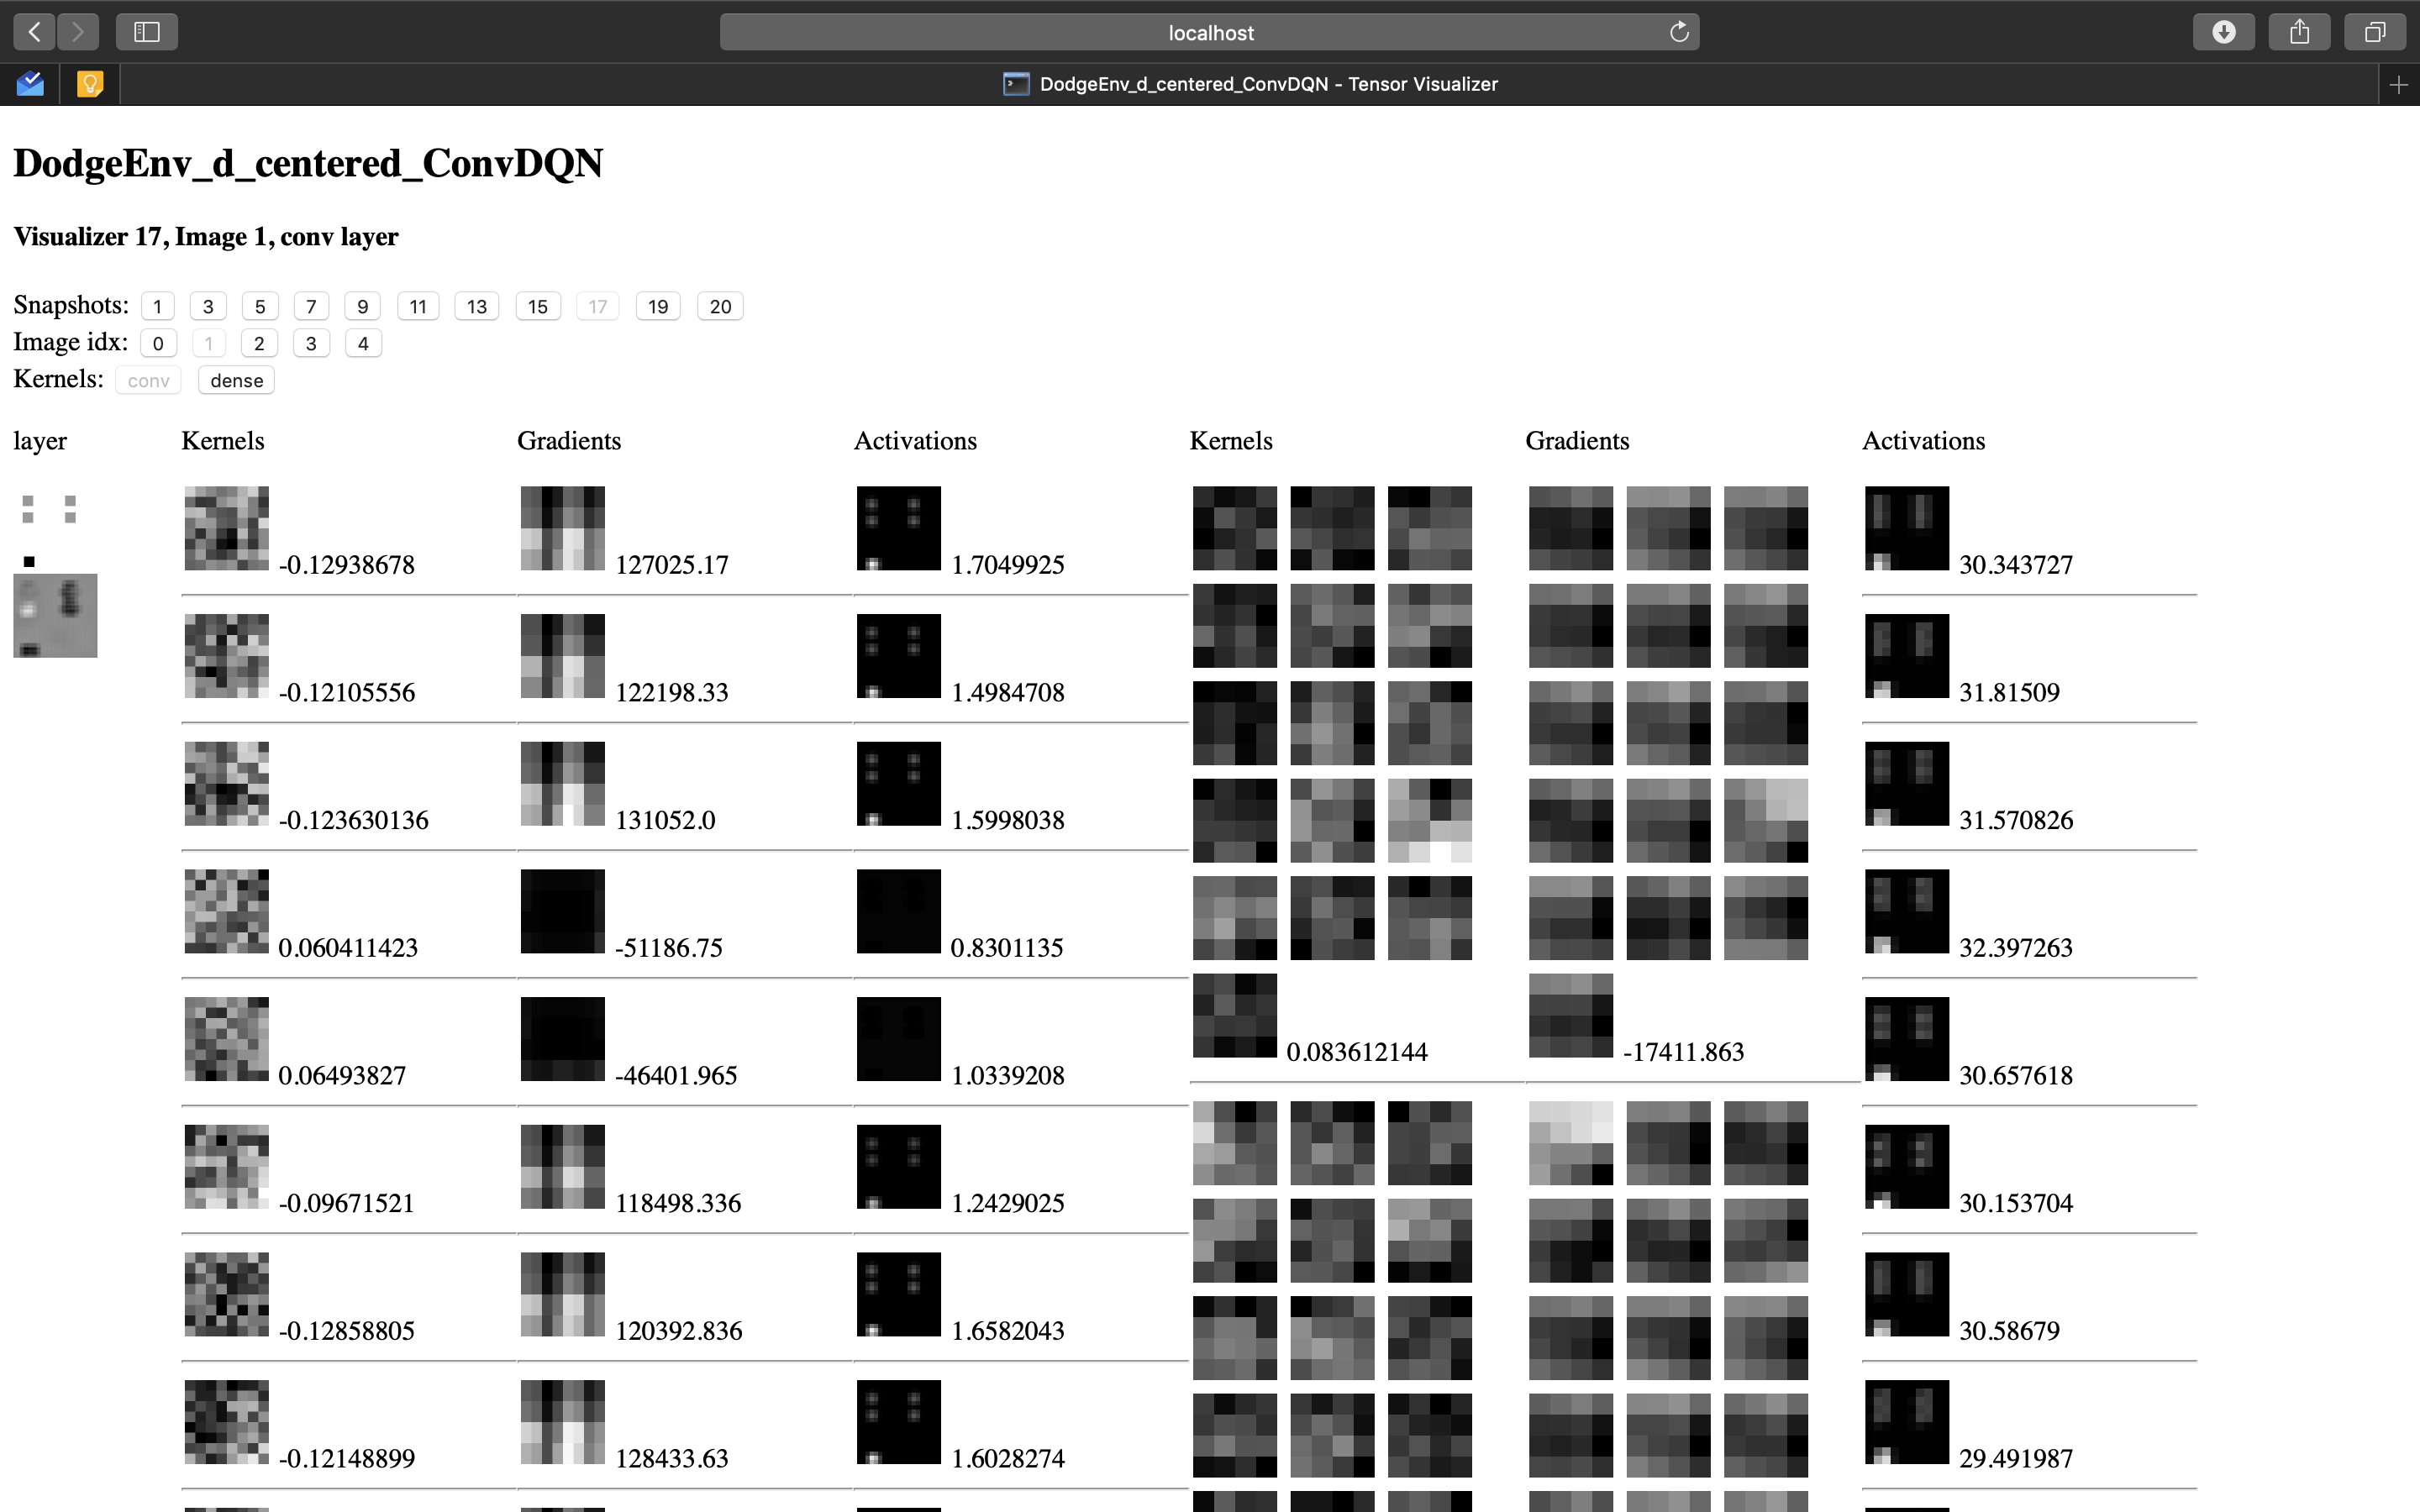 localhost
DodgeEnv_d_centered_ConvDQN - Tensor Visualizer
DodgeEnv_d_centered_ConvDQN
Visualizer 17, Image 1, conv layer
Snapshots: 1 3 5 7 9 11 13 15 17 19 20
Image idx: 0 1 2 3 4
Kernels: conv dense
layer Kernels Gradients Activations Kernels Gradients Activations
-0.12938678 127025.17 1.7049925 30.343727
-0.12105556 122198.33 1.4984708 31.81509
-0.123630136 131052.0 1.5998038 31.570826
0.060411423 -51186.75 0.8301135 32.397263
0.083612144 -17411.863
0.06493827 -46401.965 1.0339208 30.657618
-0.09671521 118498.336 1.2429025 30.153704
-0.12858805 120392.836 1.6582043 30.58679
-0.12148899 128433.63 1.6028274 29.491987